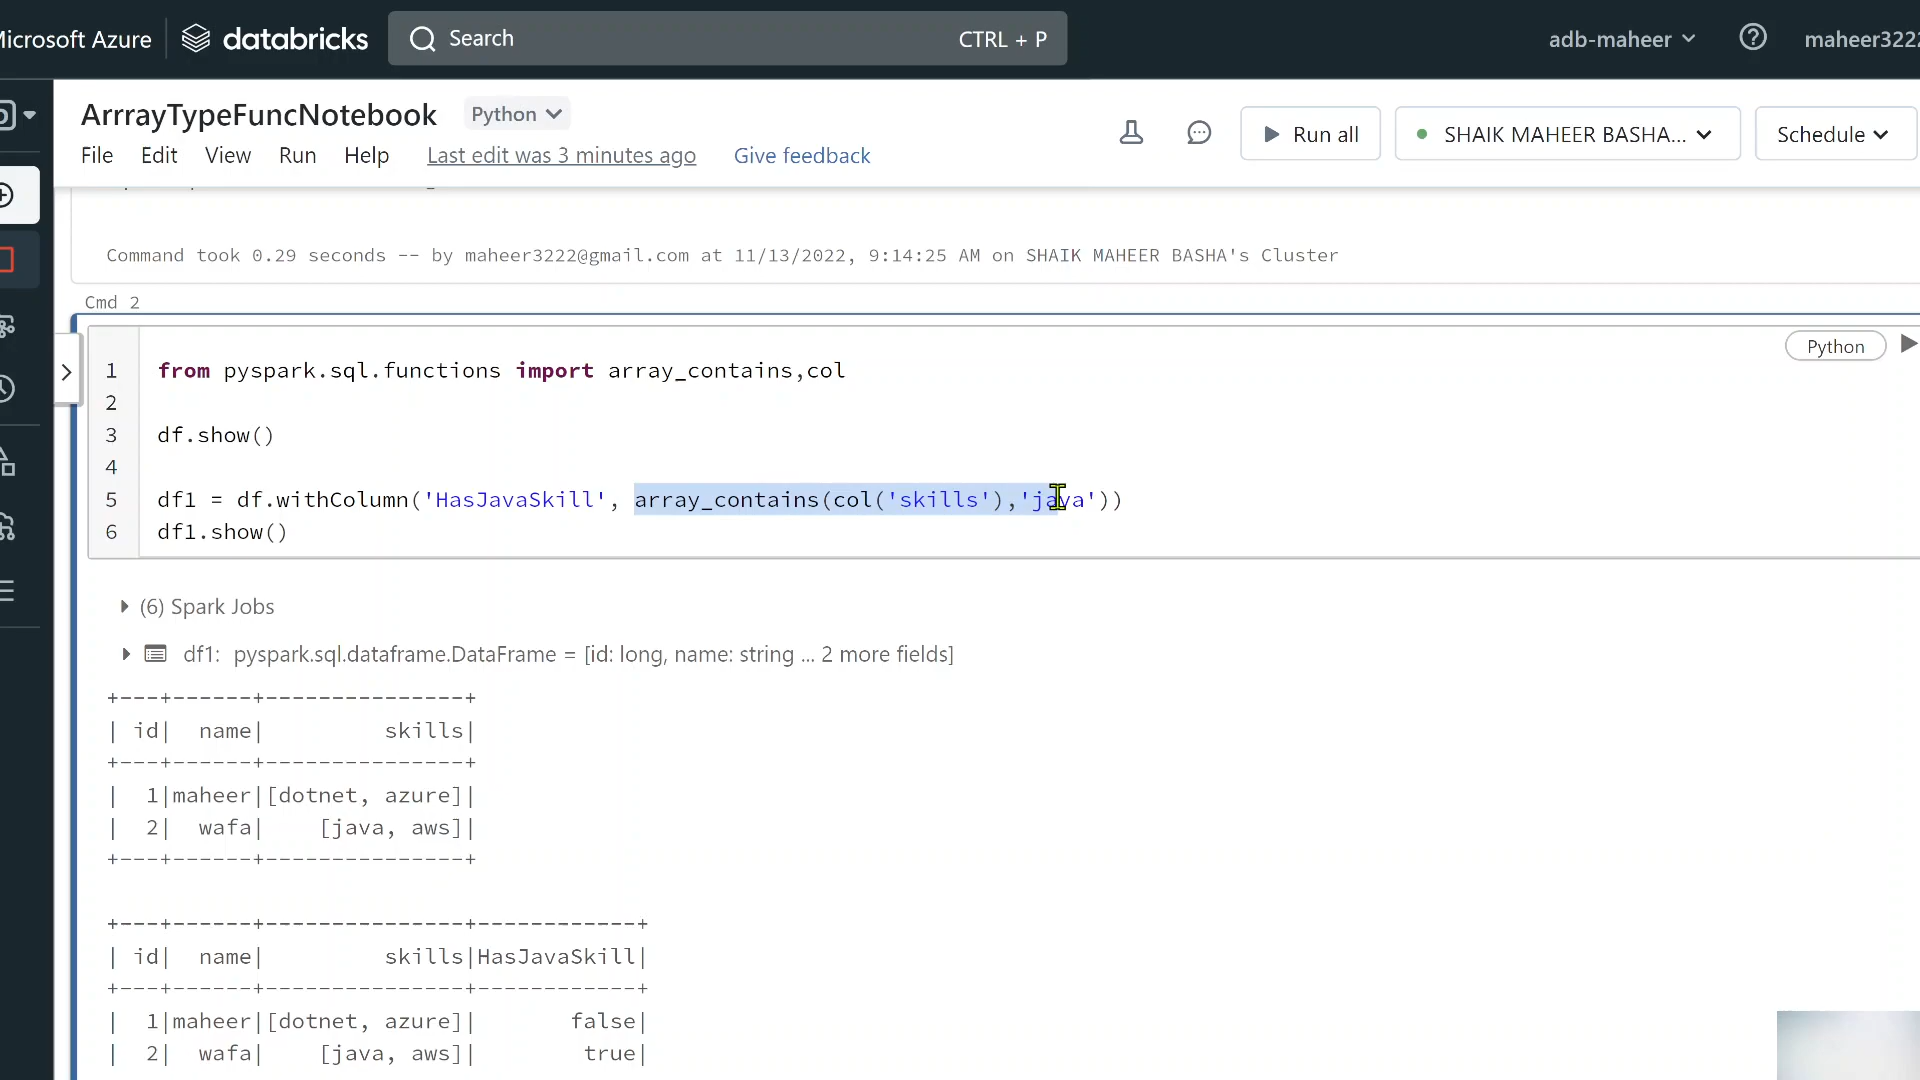 Microsoft Azure databricks Search CTRL + P adb-maheer maheer3222
ArrrayTypeFuncNotebook Python
File Edit View Run Help Last edit was 3 minutes ago Give feedback Run all SHAIK MAHEER BASHA... Schedule
Command took 0.29 seconds -- by maheer3222@gmail.com at 11/13/2022, 9:14:25 AM on SHAIK MAHEER BASHA's Cluster
Cmd 2
Python
1 from pyspark.sql.functions import array_contains,col
2
3 df.show()
4
5 df1 = df.withColumn('HasJavaSkill', array_contains(col('skills'),'java'))
6 df1.show()
(6) Spark Jobs
df1: pyspark.sql.dataframe.DataFrame = [id: long, name: string ... 2 more fields]
+---+------+---------------+
| id|  name|         skills|
+---+------+---------------+
|  1|maheer|[dotnet, azure]|
|  2|  wafa|    [java, aws]|
+---+------+---------------+
+---+------+---------------+------------+
| id|  name|         skills|HasJavaSkill|
+---+------+---------------+------------+
|  1|maheer|[dotnet, azure]|       false|
|  2|  wafa|    [java, aws]|        true|